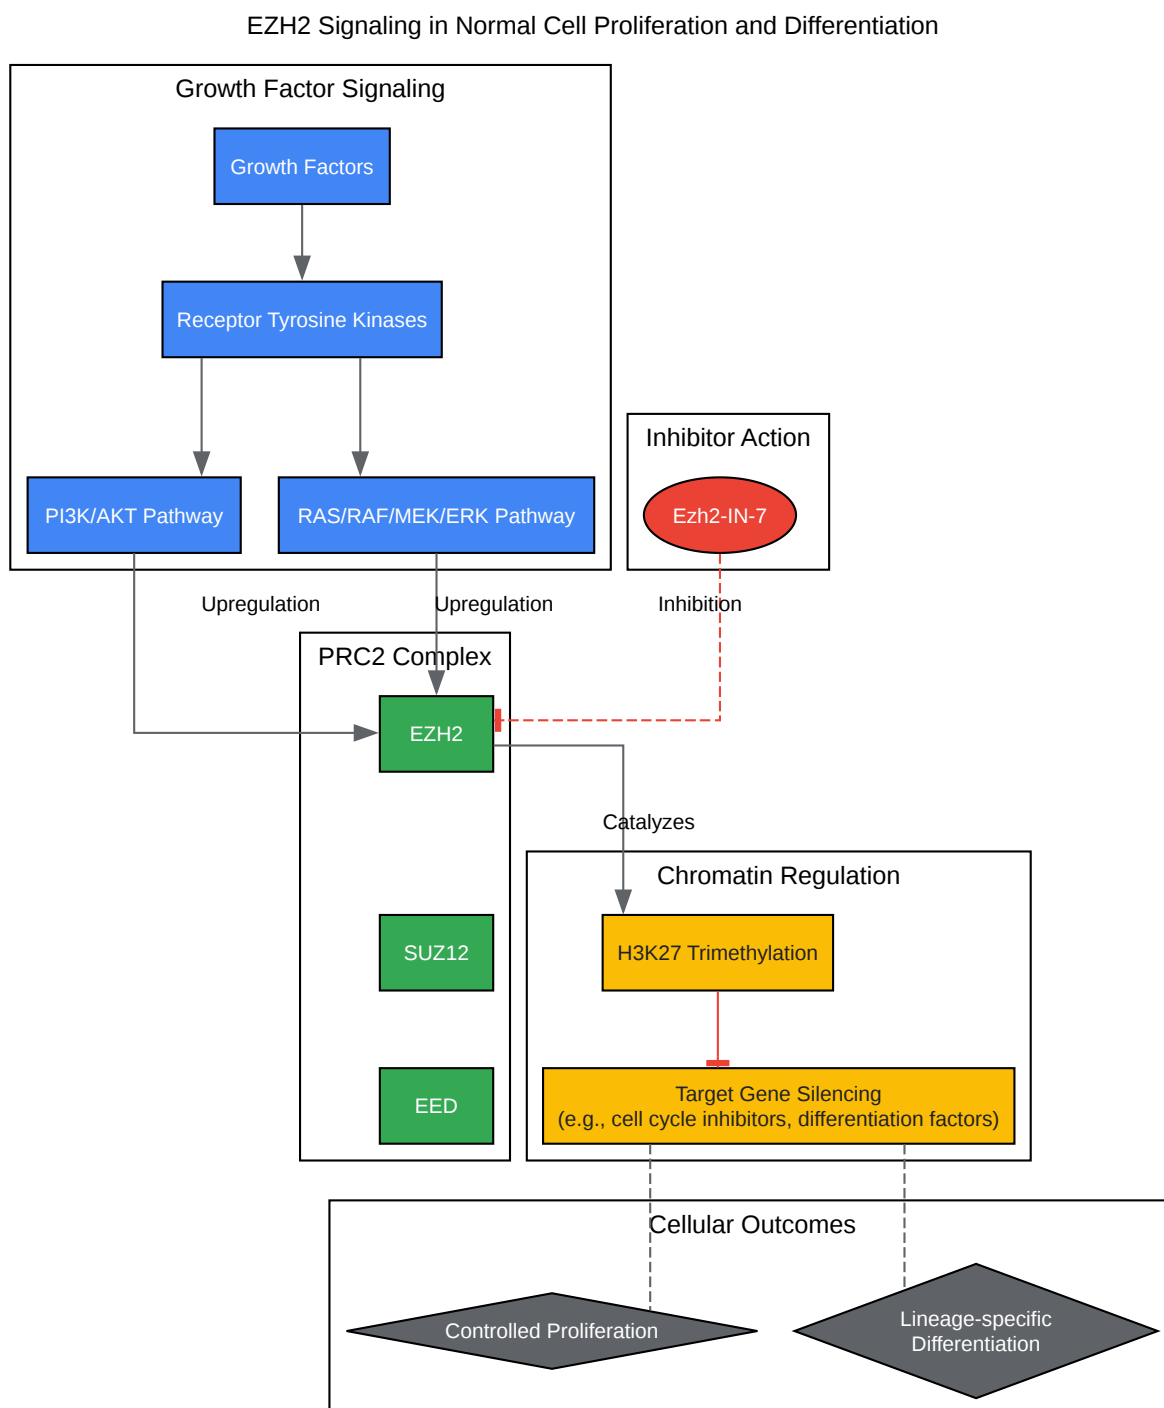 EZH2 Signaling in Normal Cell Proliferation and Differentiation
Growth Factor Signaling
Growth Factors
Receptor Tyrosine Kinases
Inhibitor Action
PI3K/AKT Pathway
RAS/RAF/MEK/ERK Pathway
Ezh2-IN-7
Upregulation
Upregulation
Inhibition
PRC2 Complex
EZH2
Catalyzes
Chromatin Regulation
SUZ12
H3K27 Trimethylation
EED
Target Gene Silencing
(e.g., cell cycle inhibitors, differentiation factors)
Cellular Outcomes
Controlled Proliferation
Lineage-specific
Differentiation